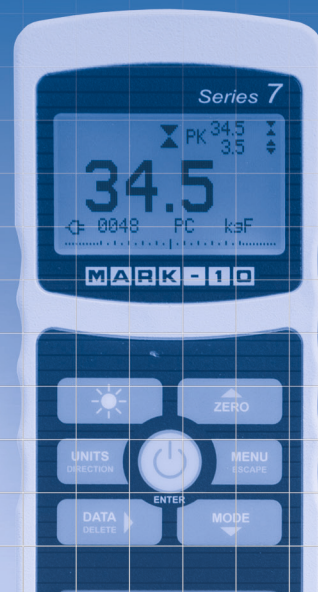 Series 7
PK 34.5
3.5
34.5
0048 PC kgF
MARK-10
ZERO
UNITS MENU
DIRECTION ESCAPE
ENTER
DATA MODE
DELETE